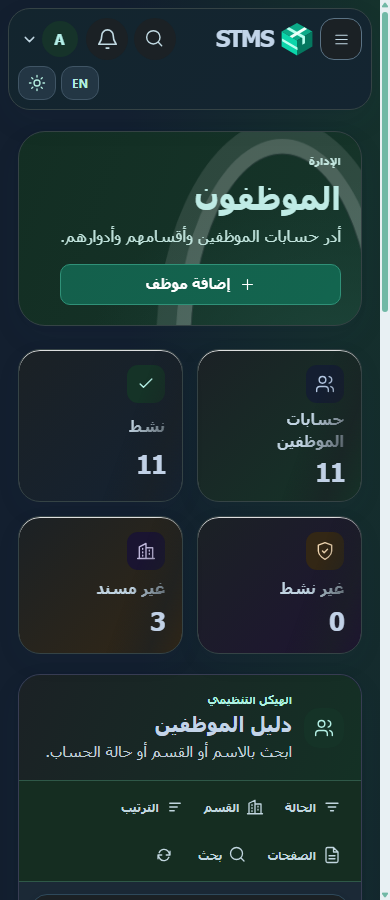 STMS
A
EN
الإدارة
الموظفون
أدر حسابات الموظفين وأقسامهم وأدوارهم.
إضافة موظف
حسابات
الموظفين
11
نشط
11
غير نشط
0
غير مسند
3
الهيكل التنظيمي
دليل الموظفين
ابحث بالاسم أو القسم أو حالة الحساب.
الحالة
القسم
الترتيب
الصفحات
بحث